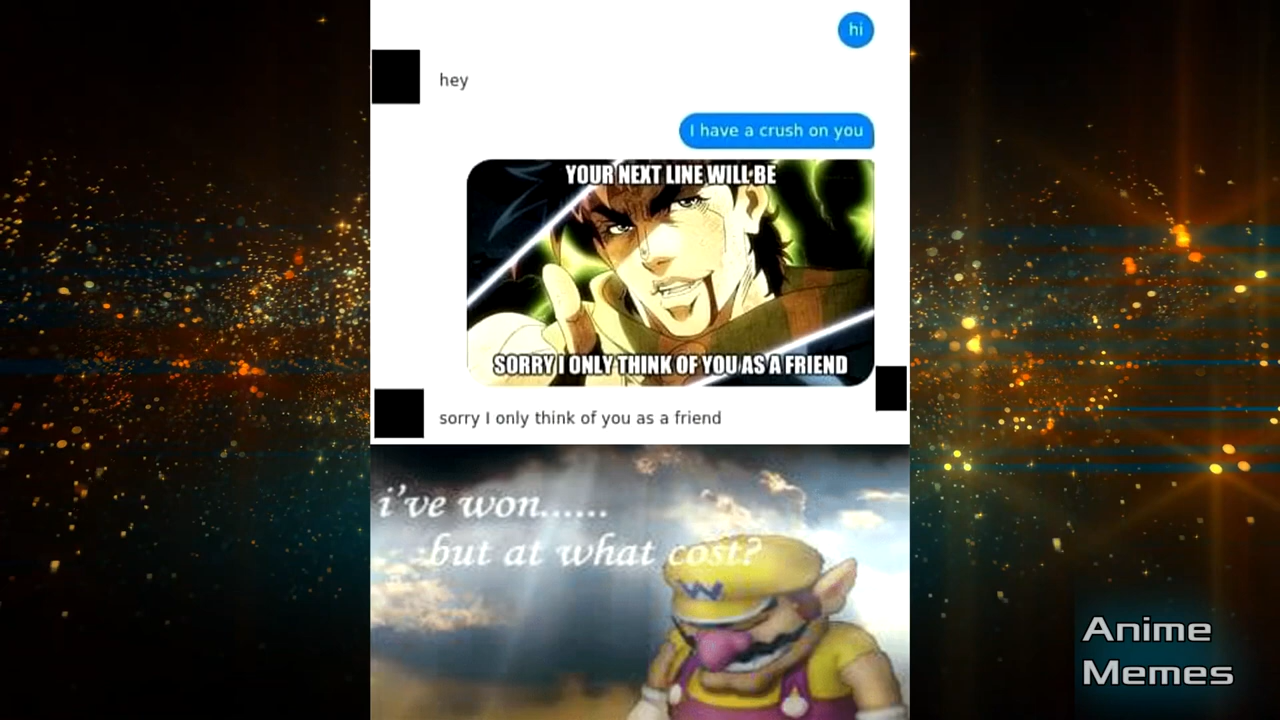 hi
hey
I have a crush on you
YOUR NEXT LINE WILL BE
SORRY I ONLY THINK OF YOU AS A FRIEND
sorry I only think of you as a friend
i've won......
but at what cost?
W
Anime
Memes